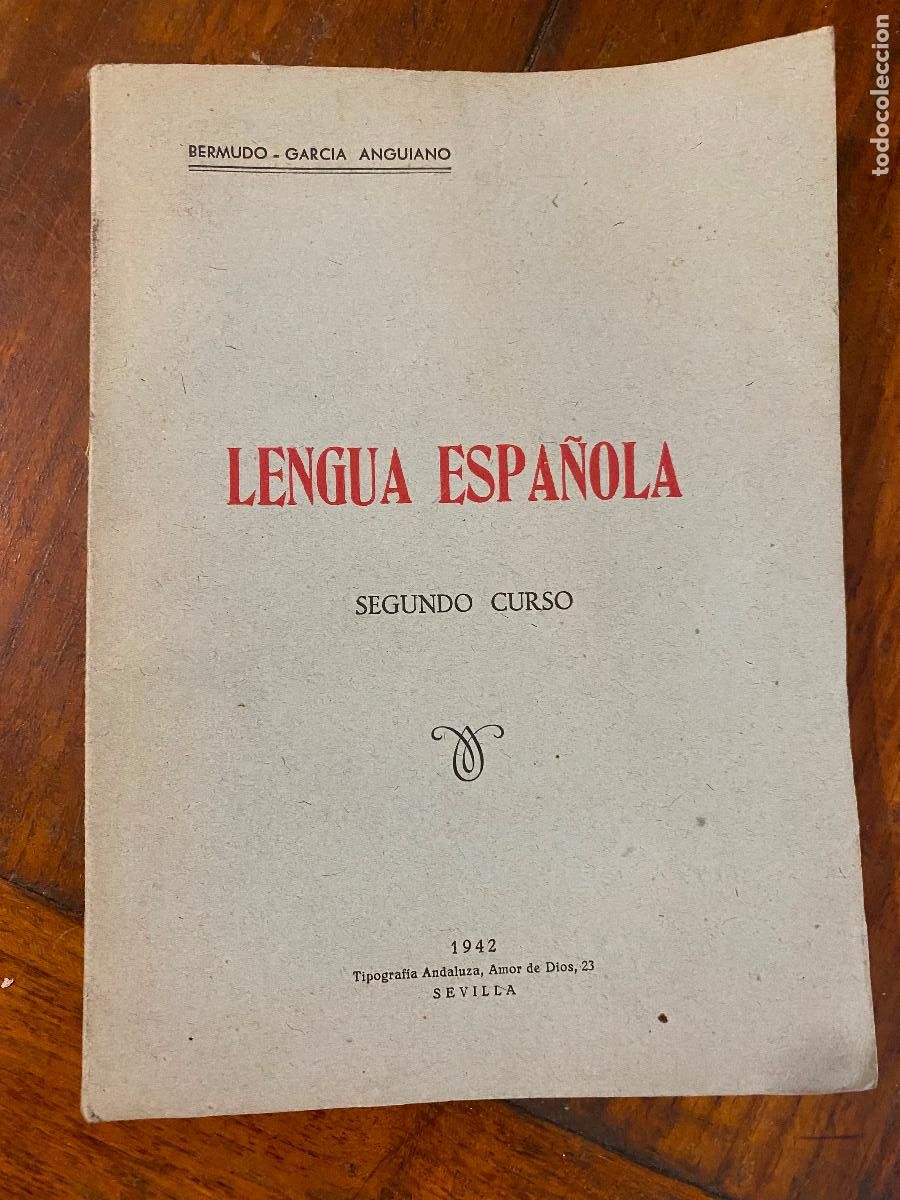 BERMUDO - GARCIA ANGUIANO
LENGUA ESPAÑOLA
SEGUNDO CURSO
1942
Tipografía Andaluza, Amor de Dios, 23
SEVILLA
todocoleccion